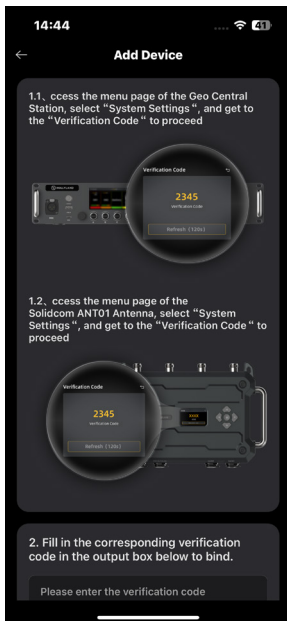 14:44
41
Add Device
1.1、ccess the menu page of the Geo Central
Station, select “System Settings“, and get to
the “Verification Code“ to proceed
Verification Code
2345
Verification Code
Refresh (120s)
1.2、ccess the menu page of the
Solidcom ANT01 Antenna, select “System
Settings“, and get to the “Verification Code“ to
proceed
Verification Code
2345
Verification Code
Refresh (120s)
2. Fill in the corresponding verification
code in the output box below to bind.
Please enter the verification code